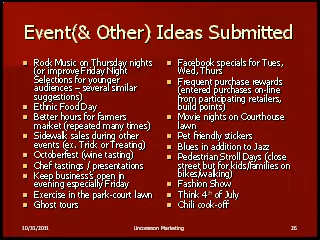 Event(& Other) Ideas Submitted
Rock Music on Thursday nights
(or improve Friday Night
Selections for younger
audiences – several similar
suggestions)
Ethnic Food Day
Better hours for farmers
market (repeated many times)
Sidewalk sales during other
events (ex. Trick or Treating)
Octoberfest (wine tasting)
Chef tastings / presentations
Keep business's open in
evening especially Friday
Exercise in the park-court lawn
Ghost tours
Facebook specials for Tues,
Wed, Thurs
Frequent purchase rewards
(entered purchases on-line
from participating retailers,
build points)
Movie nights on Courthouse
lawn
Pet friendly stickers
Blues in addition to Jazz
Pedestrian Stroll Days (close
street but for kids/families on
bikes/walking)
Fashion Show
Think 4th of July
Chili cook-off
10/31/2011
Uncommon Marketing
26